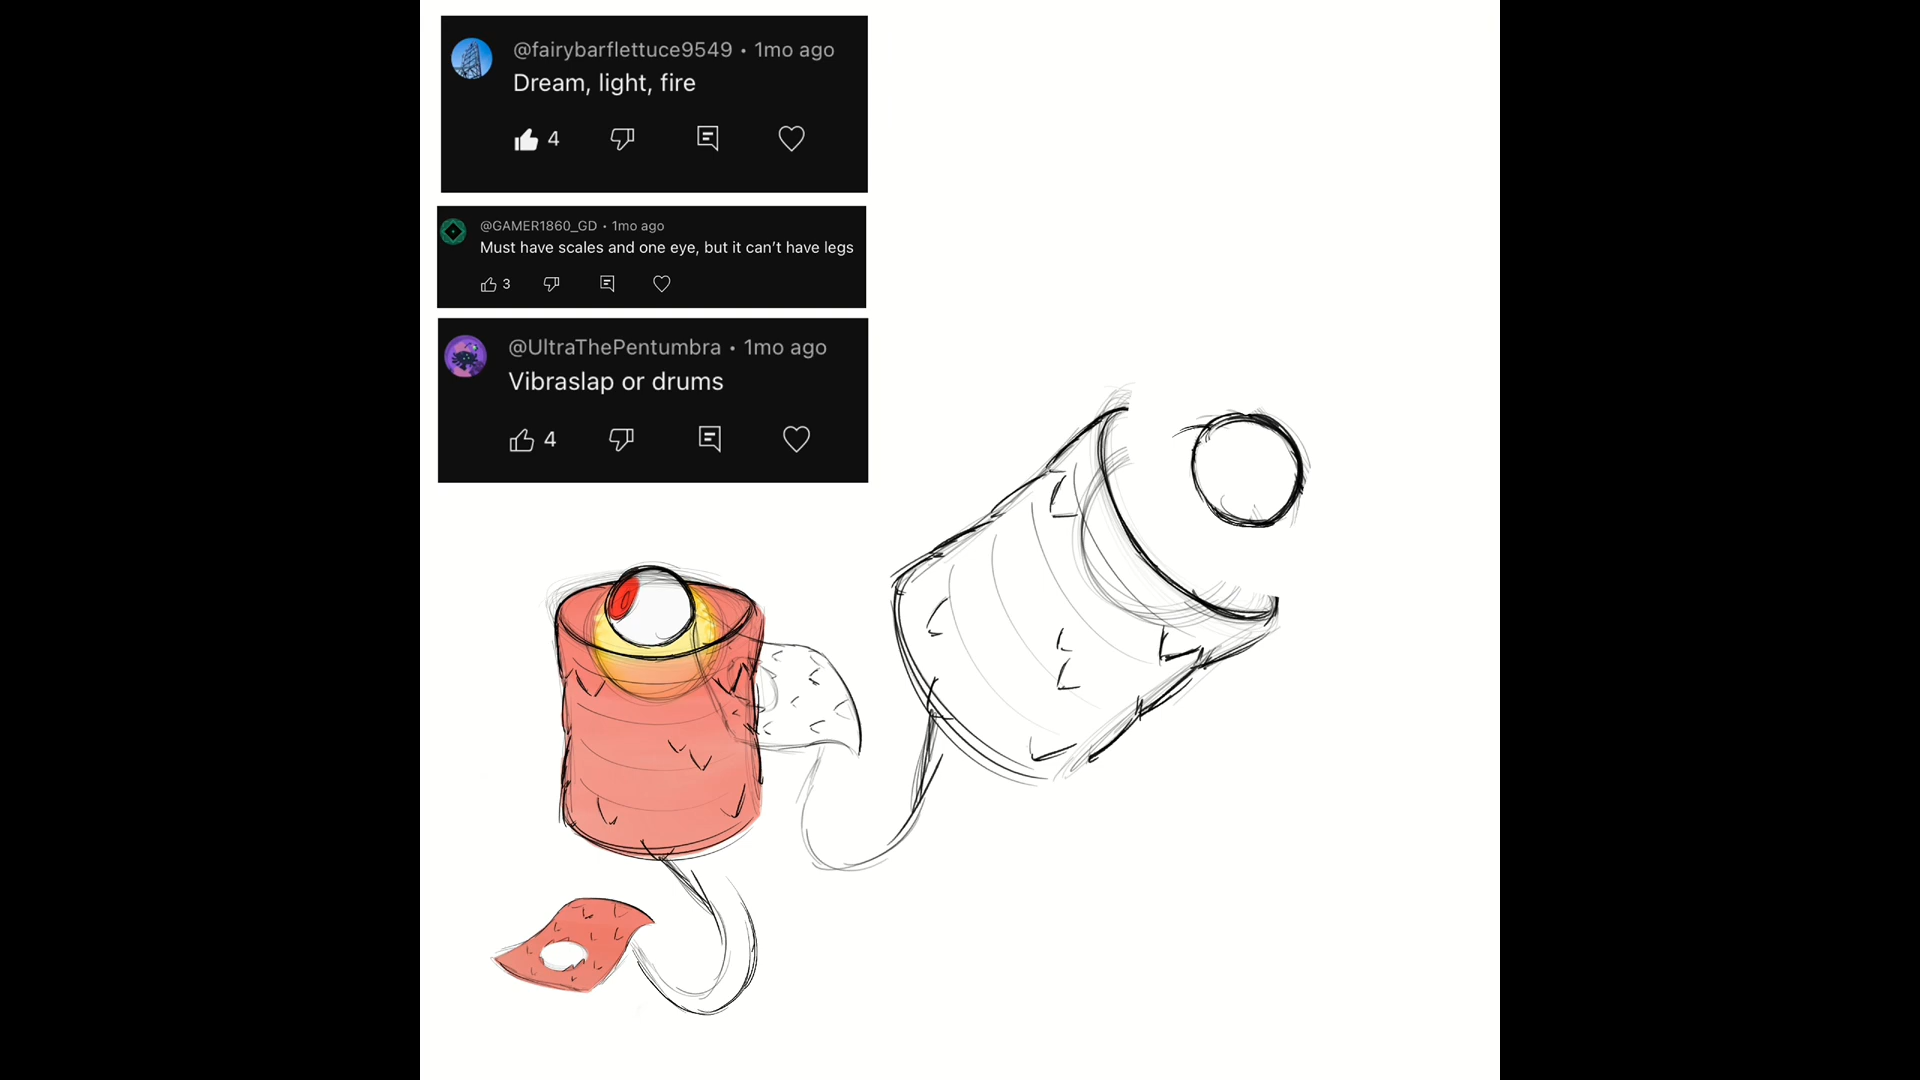 @fairybarflettuce9549 • 1mo ago
Dream, light, fire
4
@GAMER1860_GD • 1mo ago
Must have scales and one eye, but it can’t have legs
3
@UltraThePentumbra • 1mo ago
Vibraslap or drums
4